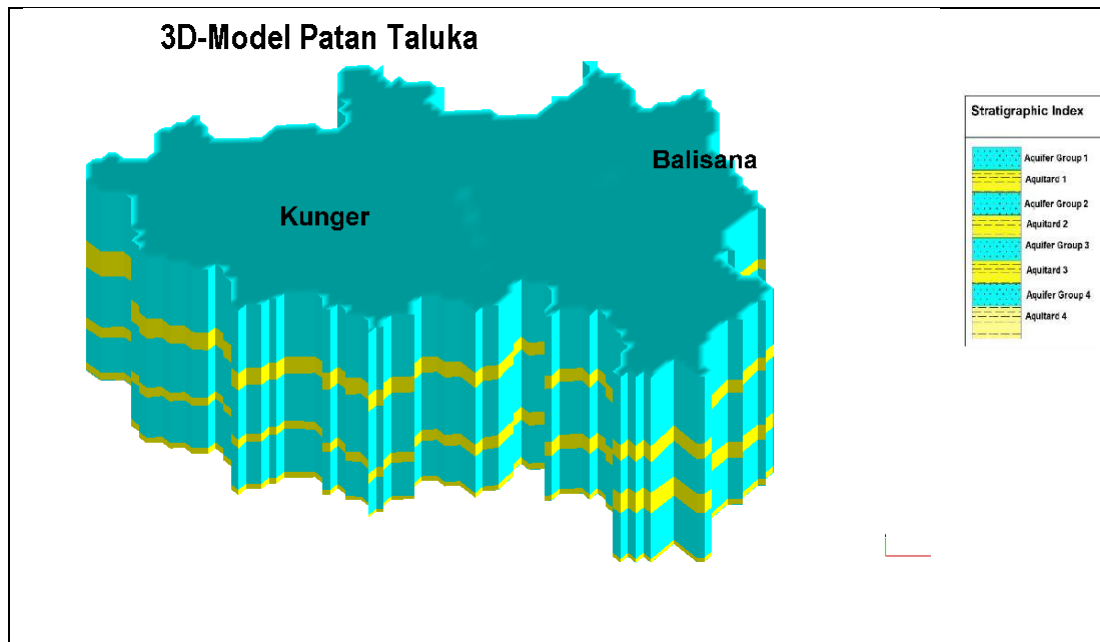 3D-Model Patan Taluka
Balisana
Kunger
Stratigraphic Index
Aquifer Group 1
Aquitard 1
Aquifer Group 2
Aquitard 2
Aquifer Group 3
Aquitard 3
Aquifer Group 4
Aquitard 4